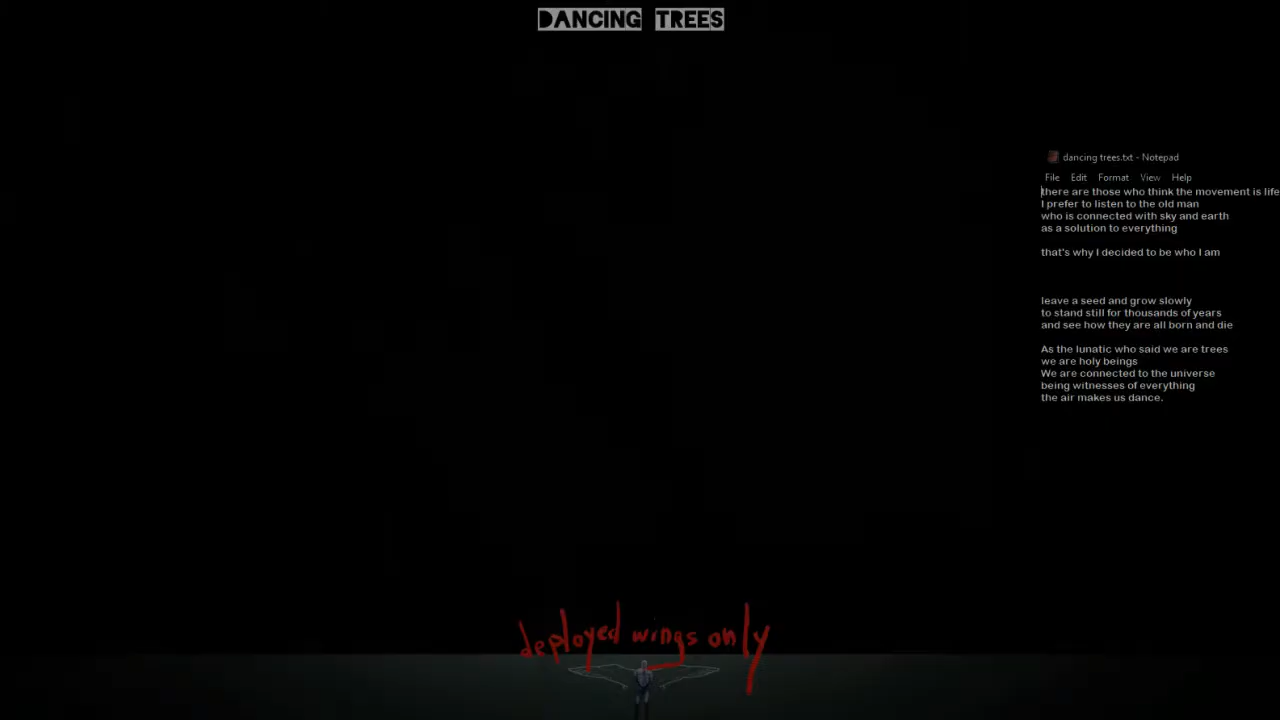 DANCING TREES
dancing trees.txt - Notepad
File Edit Format View Help
there are those who think the movement is life
I prefer to listen to the old man
who is connected with sky and earth
as a solution to everything
that's why I decided to be who I am
leave a seed and grow slowly
to stand still for thousands of years
and see how they are all born and die
As the lunatic who said we are trees
we are holy beings
We are connected to the universe
being witnesses of everything
the air makes us dance.
deployed wings only